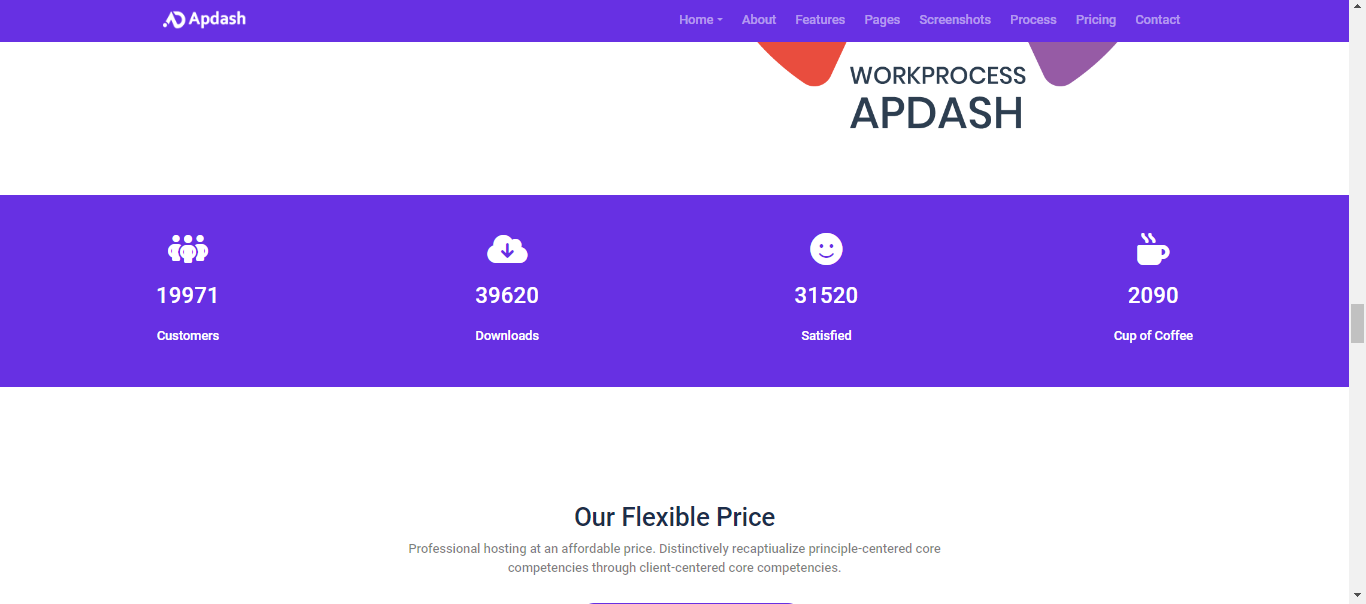 Apdash
Home About Features Pages Screenshots Process Pricing Contact
WORKPROCESS
APDASH
19971 39620 31520 2090
Customers Downloads Satisfied Cup of Coffee
Our Flexible Price
Professional hosting at an affordable price. Distinctively recaptiualize principle-centered core
competencies through client-centered core competencies.